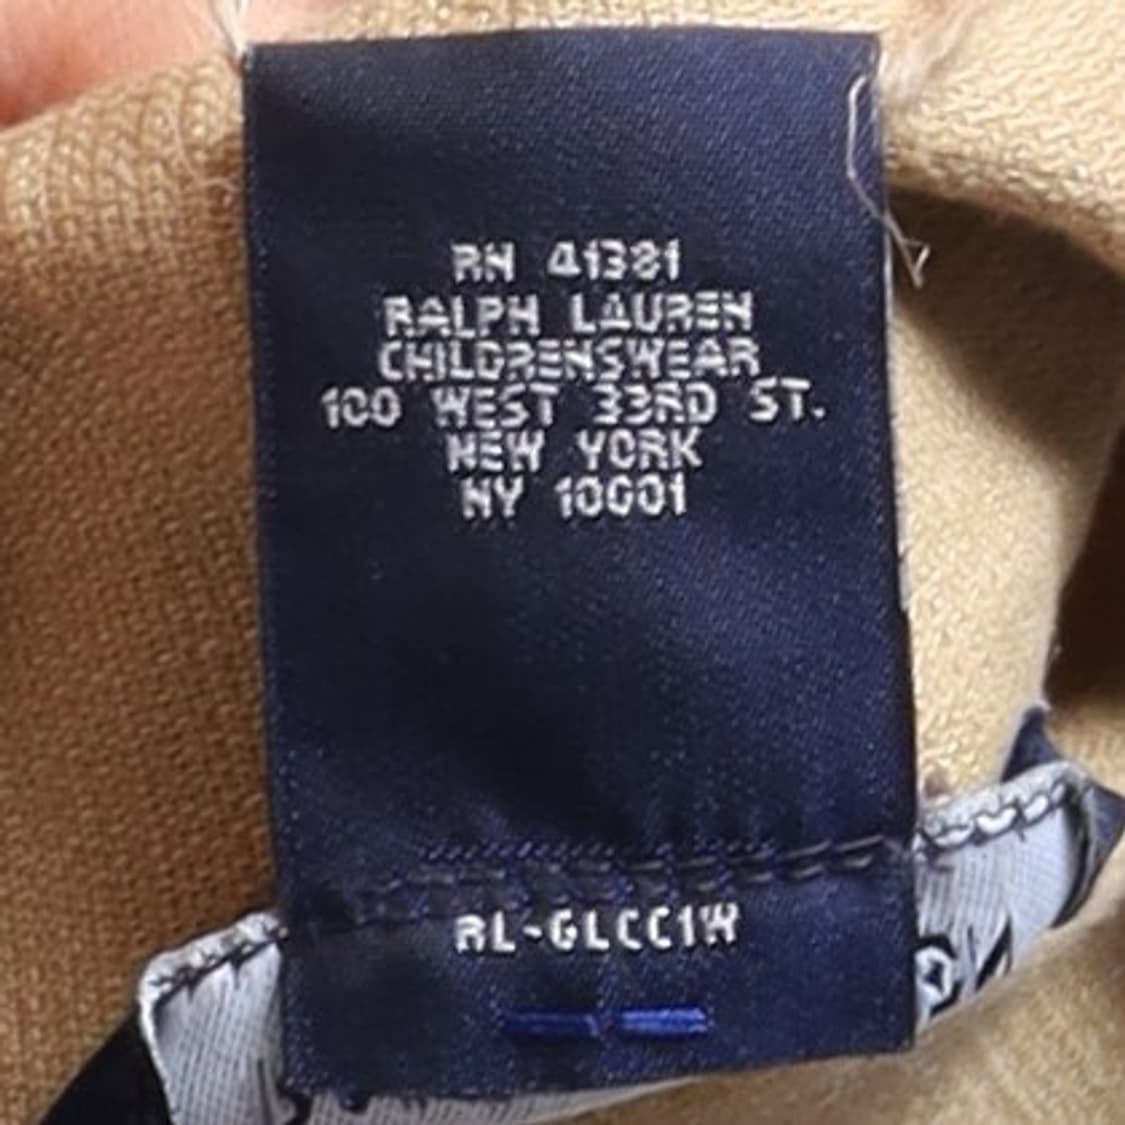 RN 41381
RALPH LAUREN
CHILDRENSWEAR
100 WEST 33RD ST.
NEW YORK
NY 10001
RL-GLCC1W